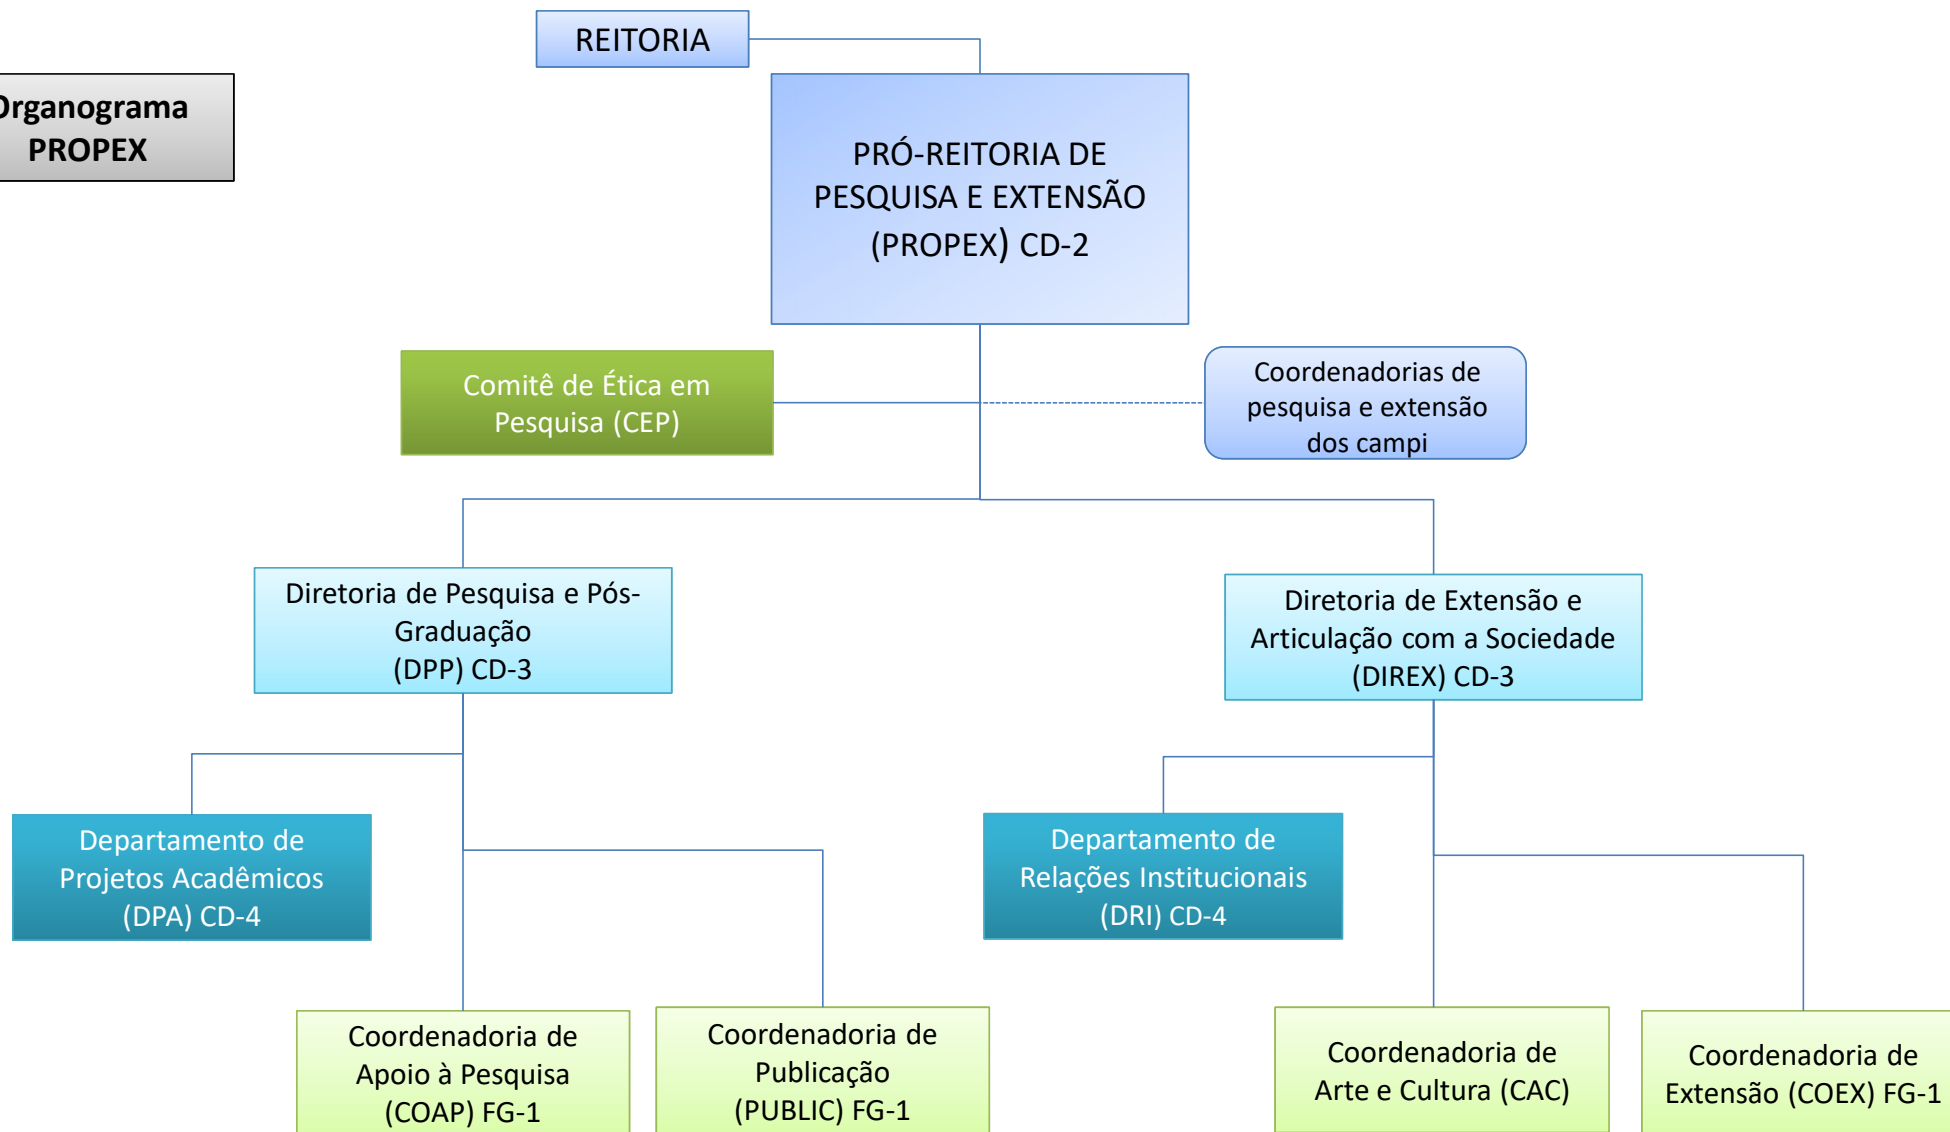 REITORIA
Organograma
PROPEX
PRÓ-REITORIA DE
PESQUISA E EXTENSÃO
(PROPEX) CD-2
Comitê de Ética em
Pesquisa (CEP)
Coordenadorias de
pesquisa e extensão
dos campi
Diretoria de Pesquisa e Pós-
Graduação
(DPP) CD-3
Diretoria de Extensão e
Articulação com a Sociedade
(DIREX) CD-3
Departamento de
Projetos Acadêmicos
(DPA) CD-4
Departamento de
Relações Institucionais
(DRI) CD-4
Coordenadoria de
Apoio à Pesquisa
(COAP) FG-1
Coordenadoria de
Publicação
(PUBLIC) FG-1
Coordenadoria de
Arte e Cultura (CAC)
Coordenadoria de
Extensão (COEX) FG-1